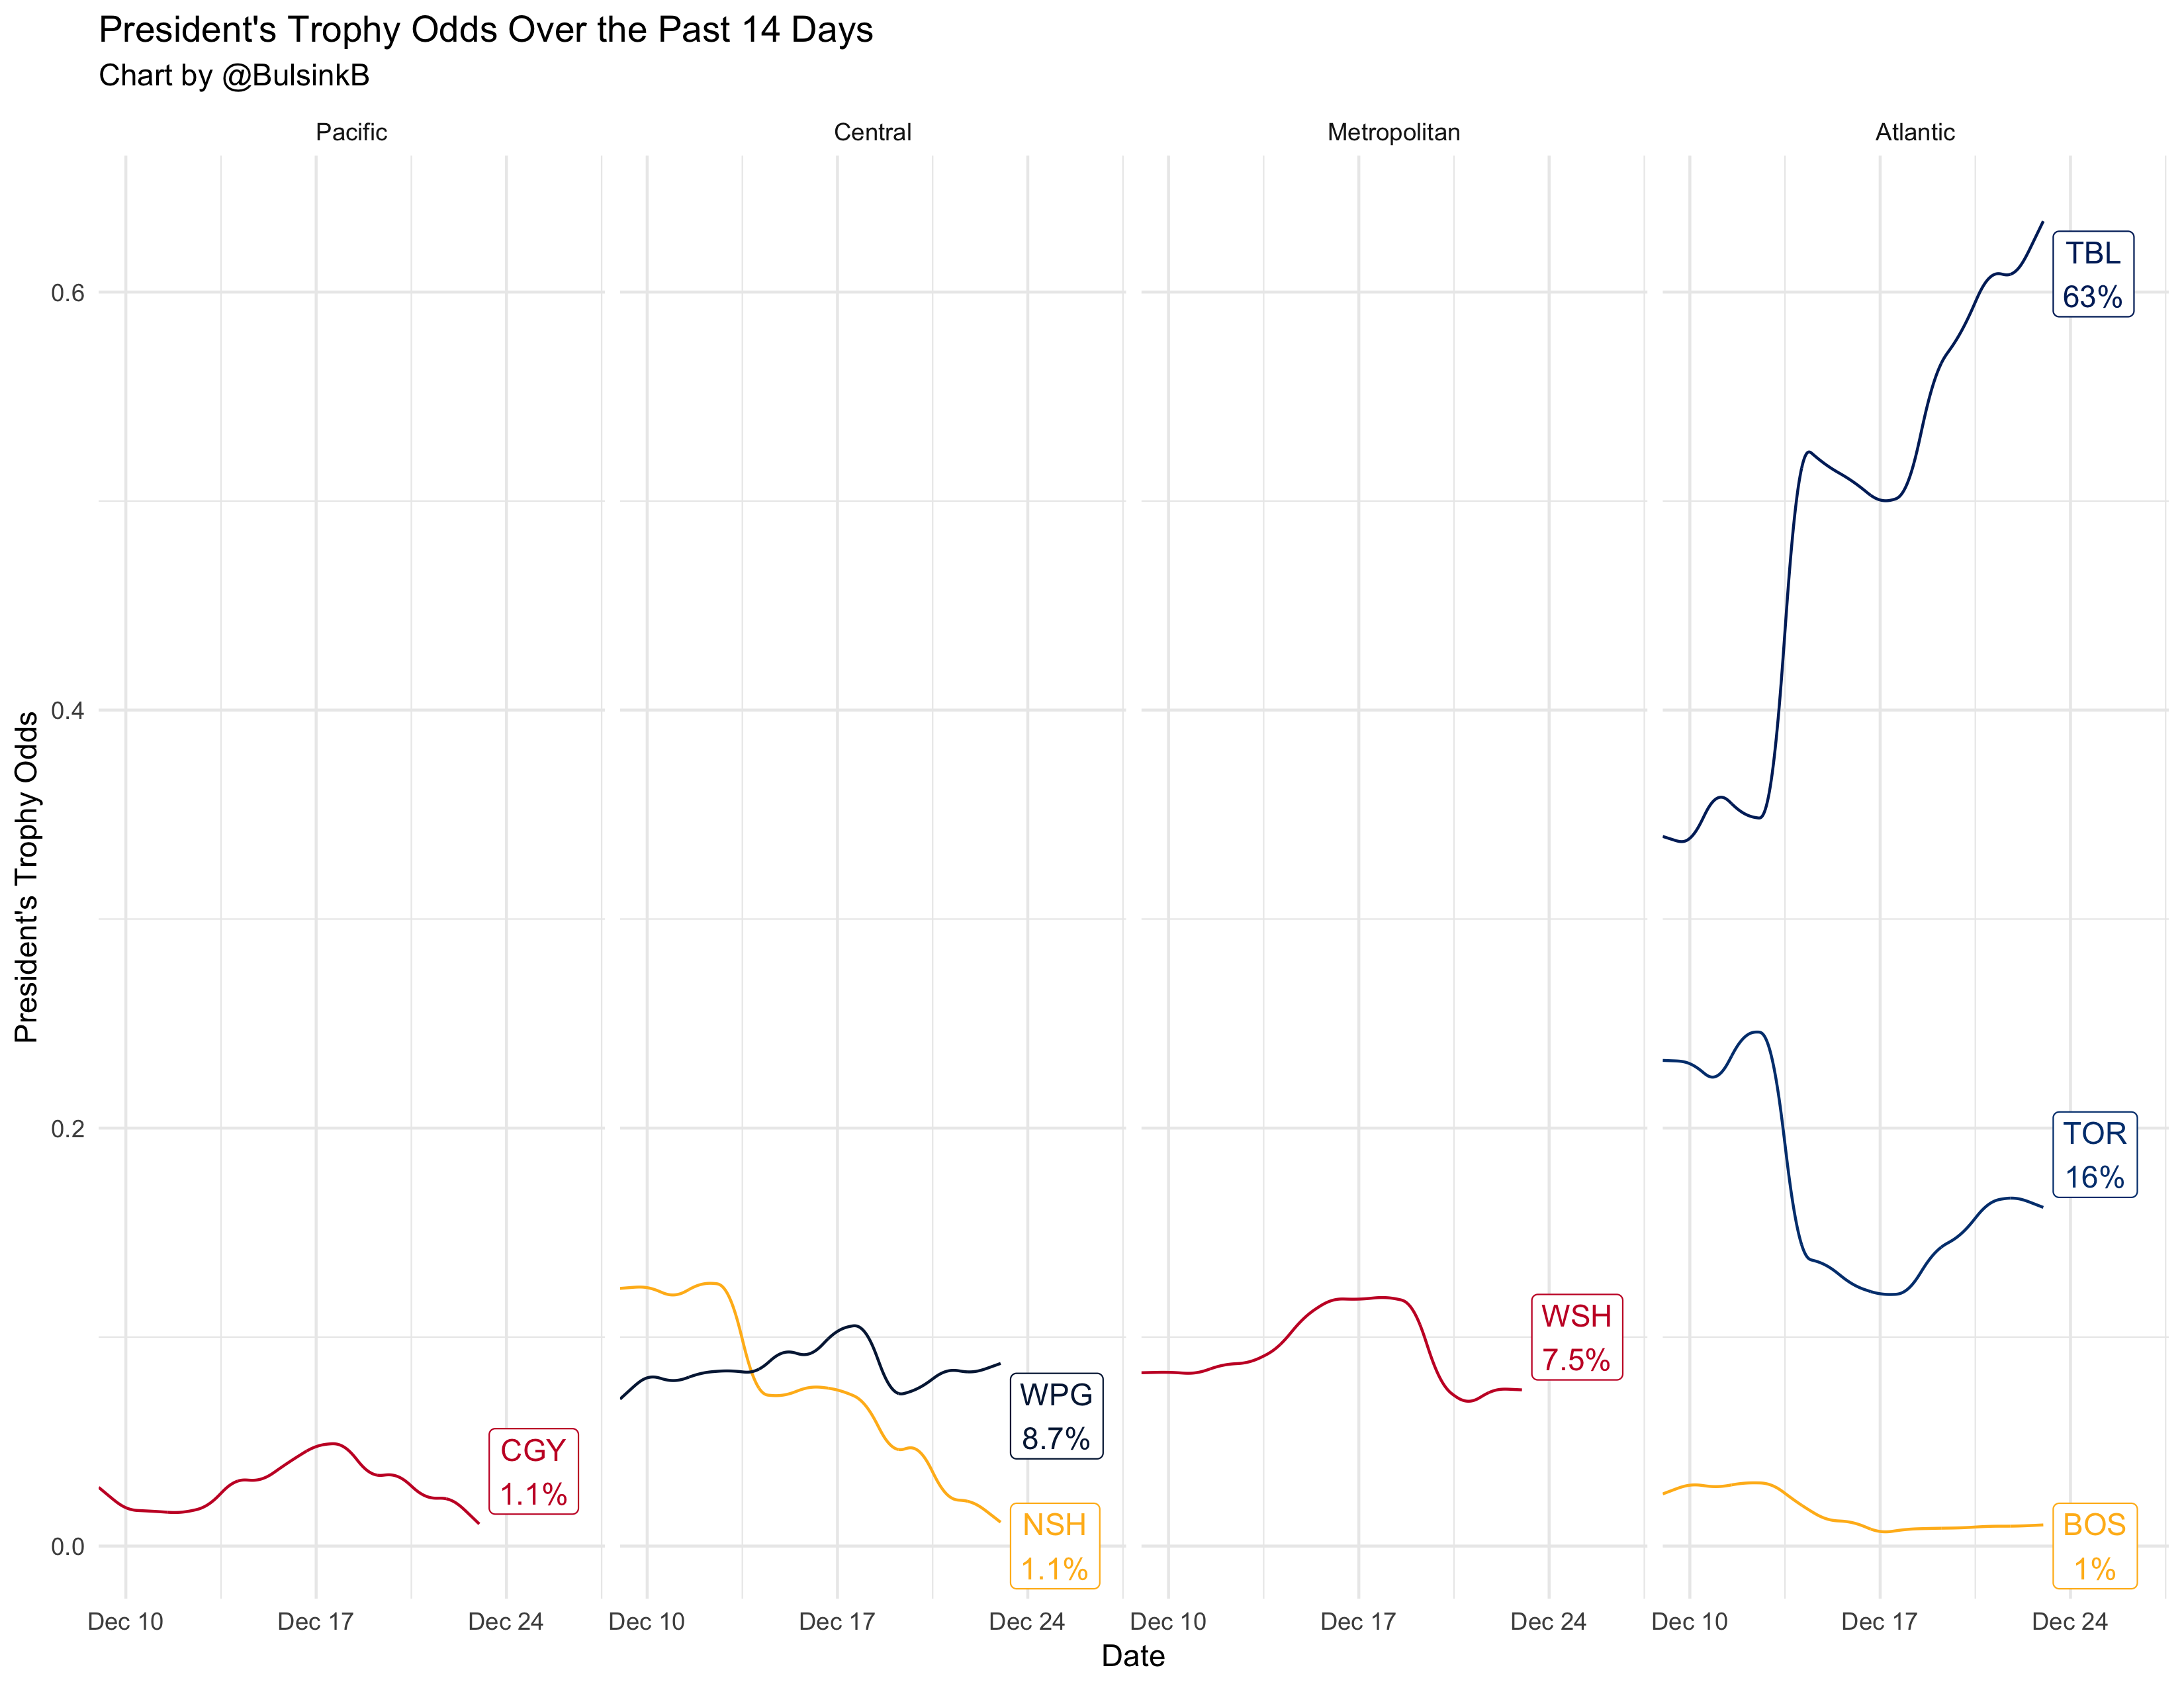 President's Trophy Odds Over the Past 14 Days
Chart by @BulsinkB
Pacific
Central
Metropolitan
Atlantic
President's Trophy Odds
0.6
0.4
0.2
0.0
CGY
1.1%
WPG
8.7%
NSH
1.1%
WSH
7.5%
TBL
63%
TOR
16%
BOS
1%
Dec 10
Dec 17
Dec 24
Dec 10
Dec 17
Dec 24
Dec 10
Dec 17
Dec 24
Dec 10
Dec 17
Dec 24
Date